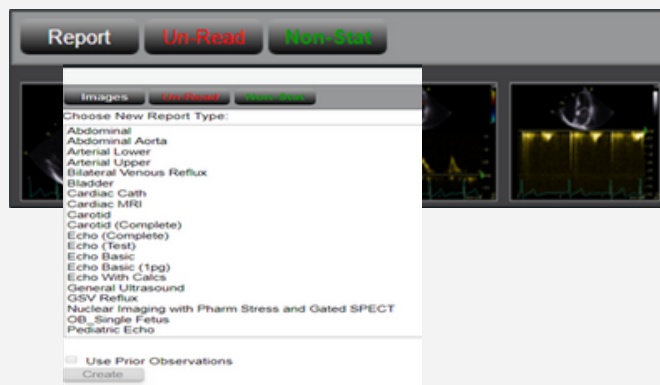 Report Un-Read Non-Stat
Images Un-Read Non-Stat
Choose New Report Type:
Abdominal
Abdominal Aorta
Arterial Lower
Arterial Upper
Bilateral Venous Reflux
Bladder
Cardiac Cath
Cardiac MRI
Carotid
Carotid (Complete)
Echo (Complete)
Echo (Test)
Echo Basic
Echo Basic (1pg)
Echo With Calcs
General Ultrasound
GSV Reflux
Nuclear Imaging with Pharm Stress and Gated SPECT
OB_Single Fetus
Pediatric Echo
Use Prior Observations
Create